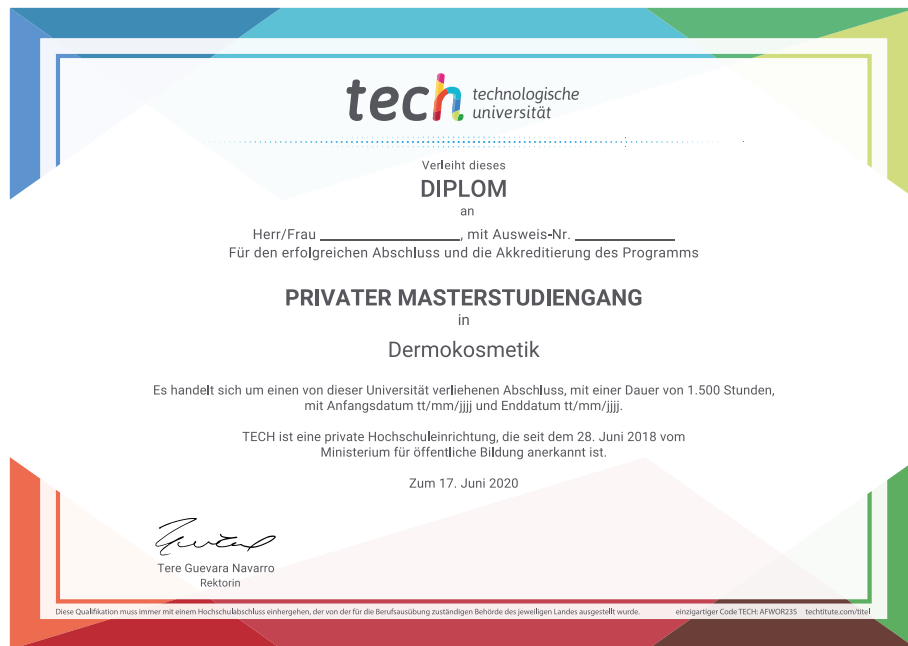 tech technologische
universität
Verleiht dieses
DIPLOM
an
Herr/Frau ________________, mit Ausweis-Nr. ________________
Für den erfolgreichen Abschluss und die Akkreditierung des Programms
PRIVATER MASTERSTUDIENGANG
in
Dermokosmetik
Es handelt sich um einen von dieser Universität verliehenen Abschluss, mit einer Dauer von 1.500 Stunden,
mit Anfangsdatum tt/mm/jjjj und Enddatum tt/mm/jjjj.
TECH ist eine private Hochschuleinrichtung, die seit dem 28. Juni 2018 vom
Ministerium für öffentliche Bildung anerkannt ist.
Zum 17. Juni 2020
Tere Guevara Navarro
Rektorin
Diese Qualifikation muss immer mit einem Hochschulabschluss einhergehen, der von der für die Berufsausübung zuständigen Behörde des jeweiligen Landes ausgestellt wurde. einzigartiger Code TECH: AFWOR235 techtitute.com/titel